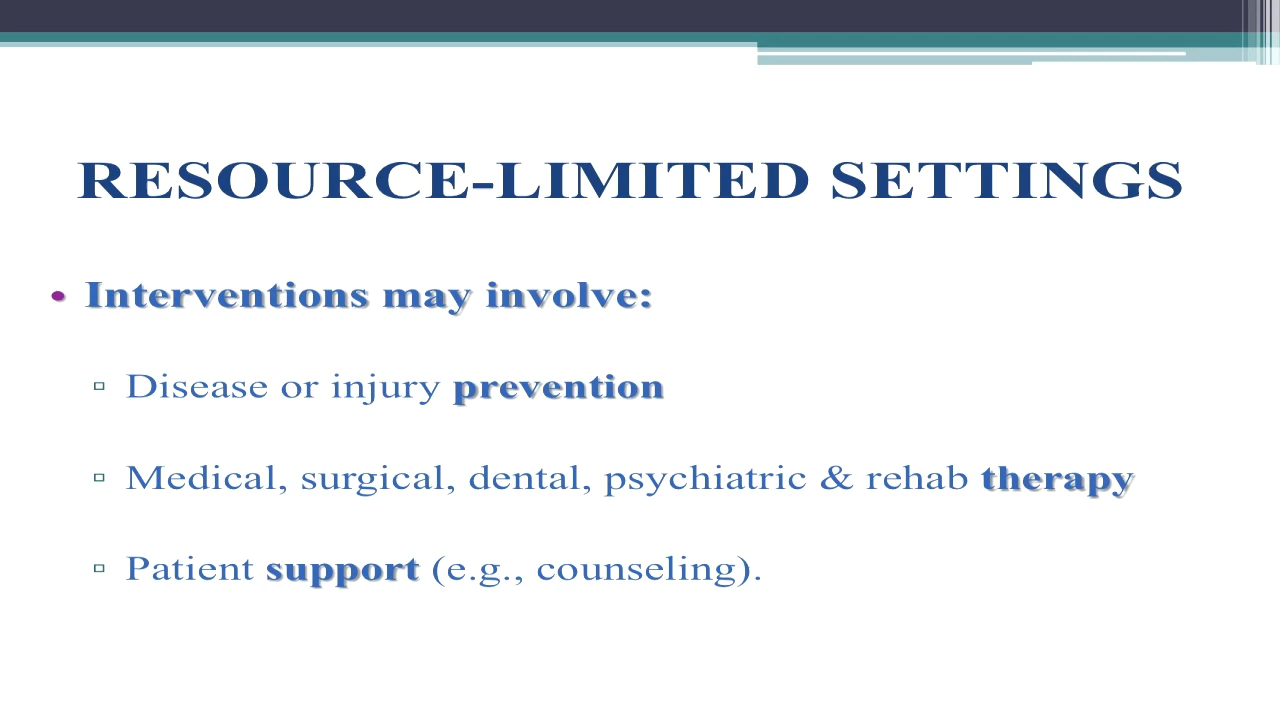 RESOURCE-LIMITED SETTINGS
• Interventions may involve:
▫ Disease or injury prevention
▫ Medical, surgical, dental, psychiatric & rehab therapy
▫ Patient support (e.g., counseling).